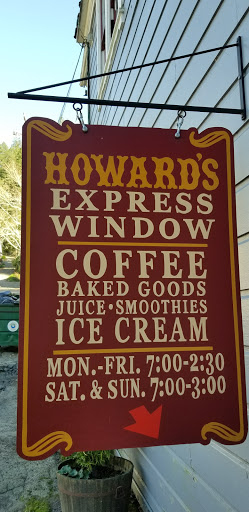 HOWARD'S
EXPRESS
WINDOW
COFFEE
BAKED GOODS
JUICE • SMOOTHIES
ICE CREAM
MON.-FRI. 7:00-2:30
SAT. & SUN. 7:00-3:00